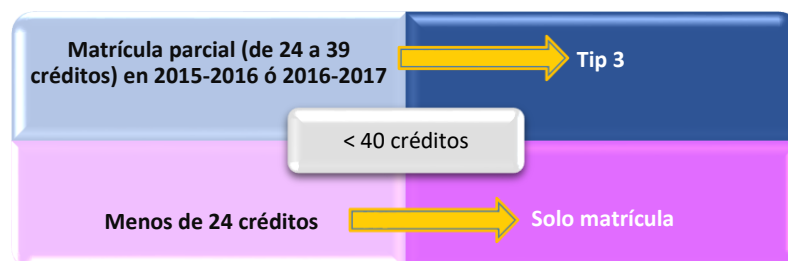 Matrícula parcial (de 24 a 39
créditos) en 2015-2016 ó 2016-2017
Tip 3
< 40 créditos
Menos de 24 créditos
Solo matrícula